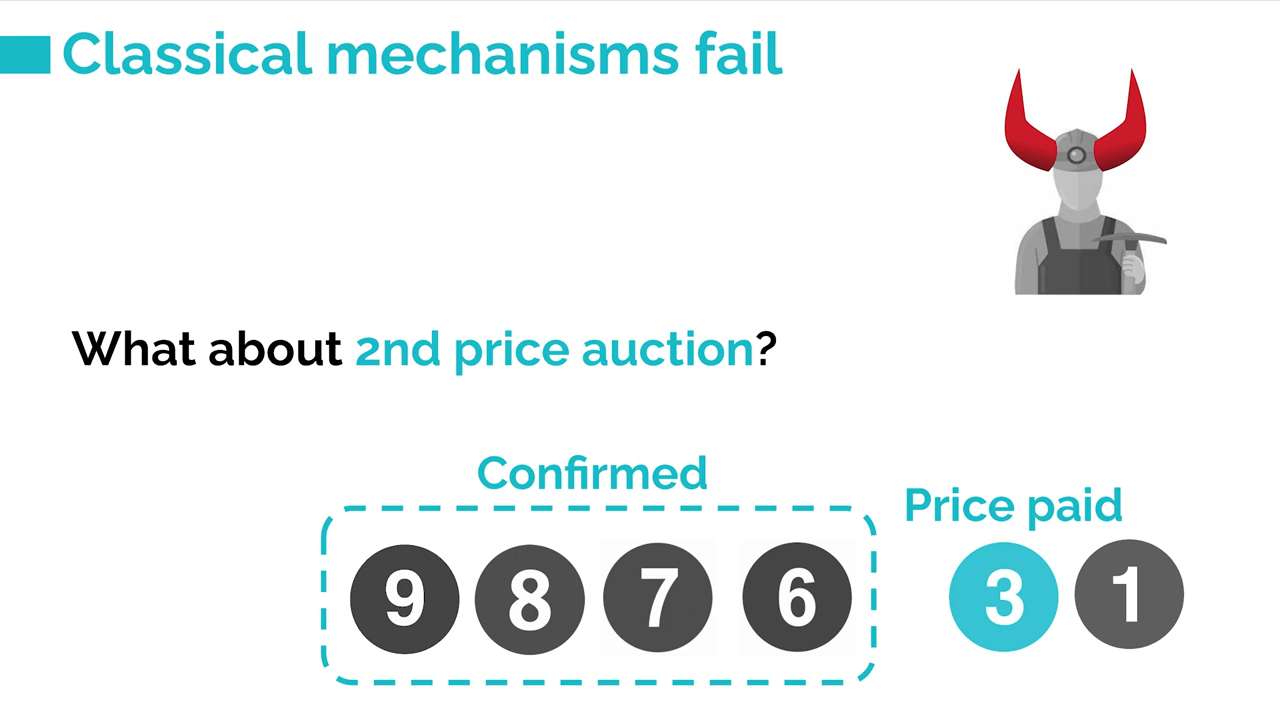 Classical mechanisms fail
What about 2nd price auction?
Confirmed
Price paid
9 8 7 6 3 1